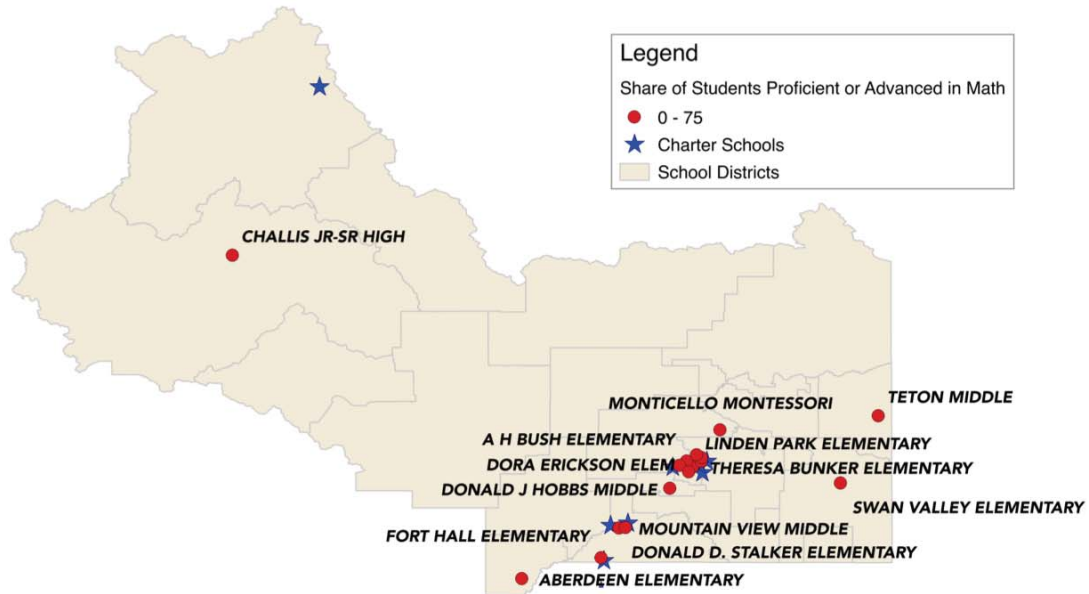 Legend
Share of Students Proficient or Advanced in Math
0 - 75
Charter Schools
School Districts
CHALLIS JR-SR HIGH
TETON MIDDLE
MONTICELLO MONTESSORI
A H BUSH ELEMENTARY
LINDEN PARK ELEMENTARY
DORA ERICKSON ELEM
THERESA BUNKER ELEMENTARY
DONALD J HOBBS MIDDLE
SWAN VALLEY ELEMENTARY
FORT HALL ELEMENTARY
MOUNTAIN VIEW MIDDLE
DONALD D. STALKER ELEMENTARY
ABERDEEN ELEMENTARY